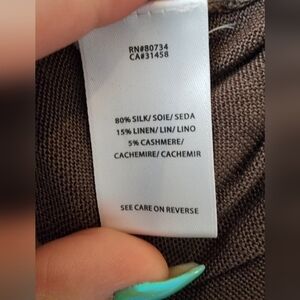 RN#80734
CA#31458
80% SILK/ SOIE/ SEDA
15% LINEN/ LIN/ LINO
5% CASHMERE/
CACHEMIRE/ CACHEMIR
SEE CARE ON REVERSE